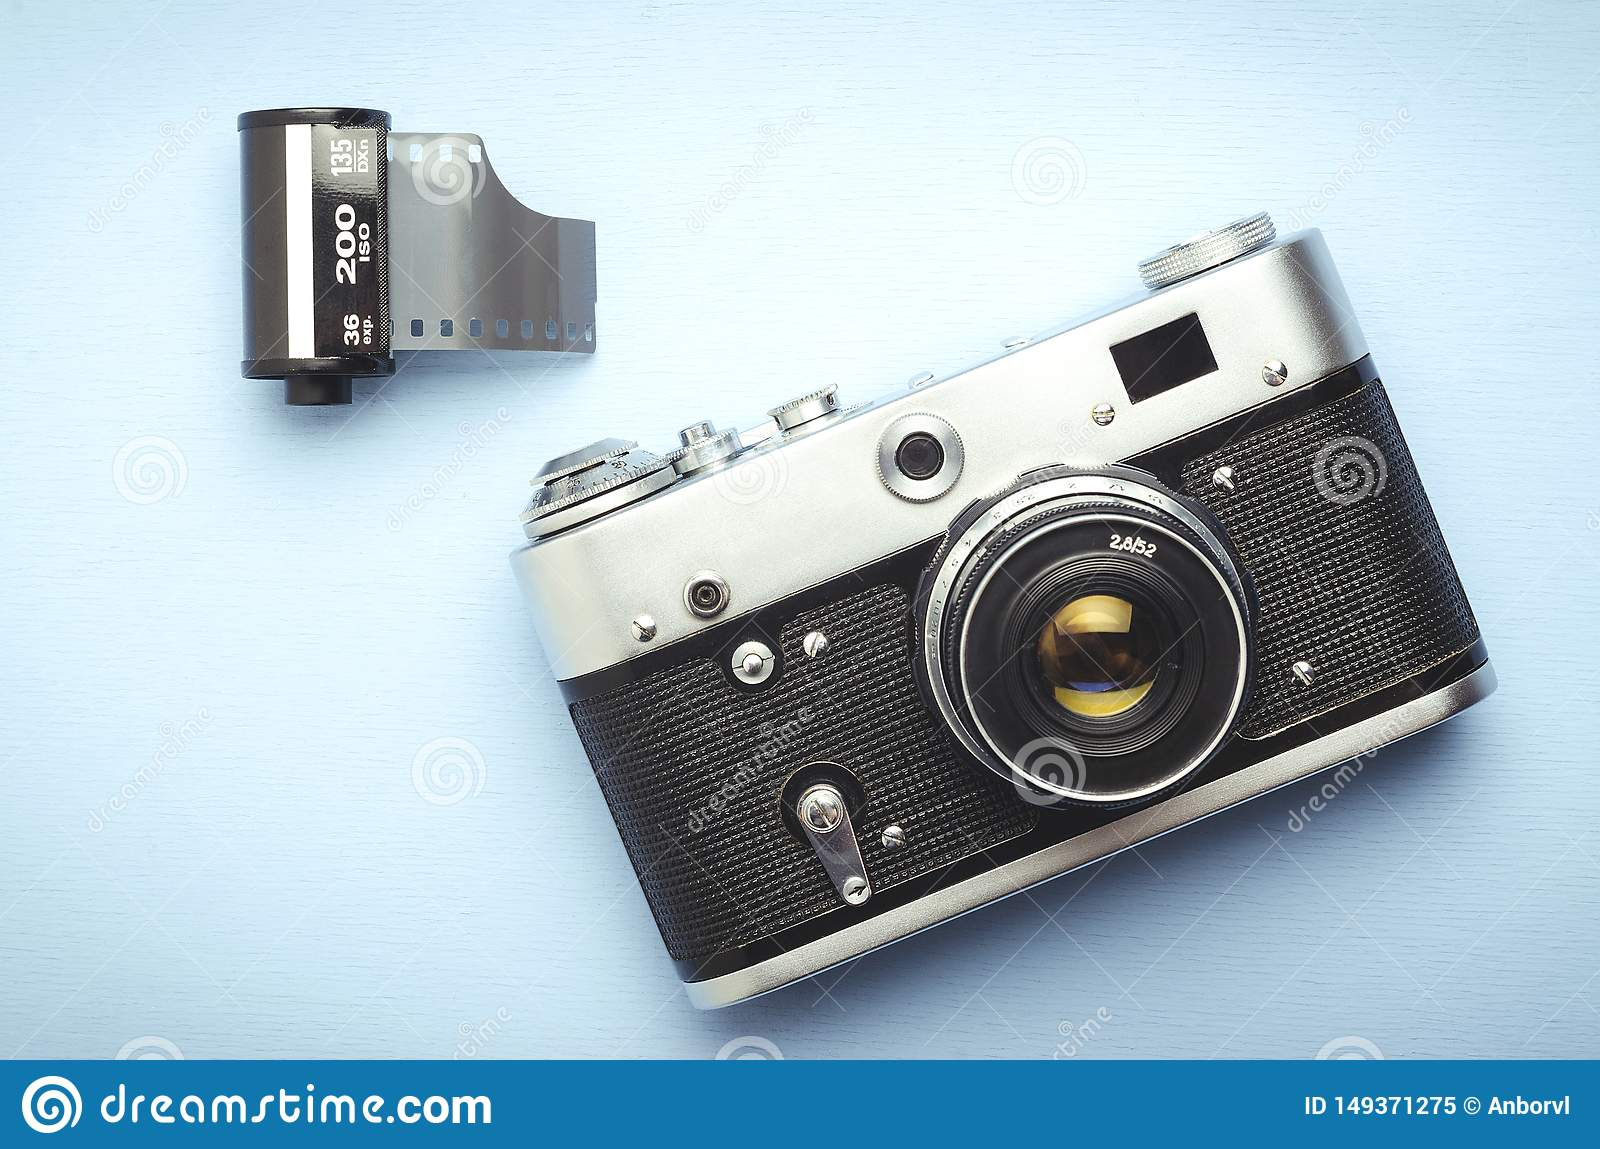 135
DXn
200
ISO
36
exp.
2,8/52
dreamstime.com
ID 149371275 © Anborvl